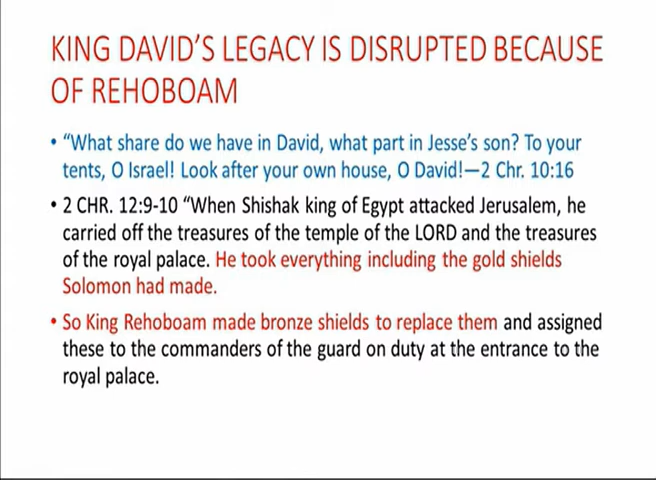 KING DAVID'S LEGACY IS DISRUPTED BECAUSE
OF REHOBOAM
• “What share do we have in David, what part in Jesse's son? To your
tents, O Israel! Look after your own house, O David!—2 Chr. 10:16
• 2 CHR. 12:9-10 “When Shishak king of Egypt attacked Jerusalem, he
carried off the treasures of the temple of the LORD and the treasures
of the royal palace. He took everything including the gold shields
Solomon had made.
• So King Rehoboam made bronze shields to replace them and assigned
these to the commanders of the guard on duty at the entrance to the
royal palace.